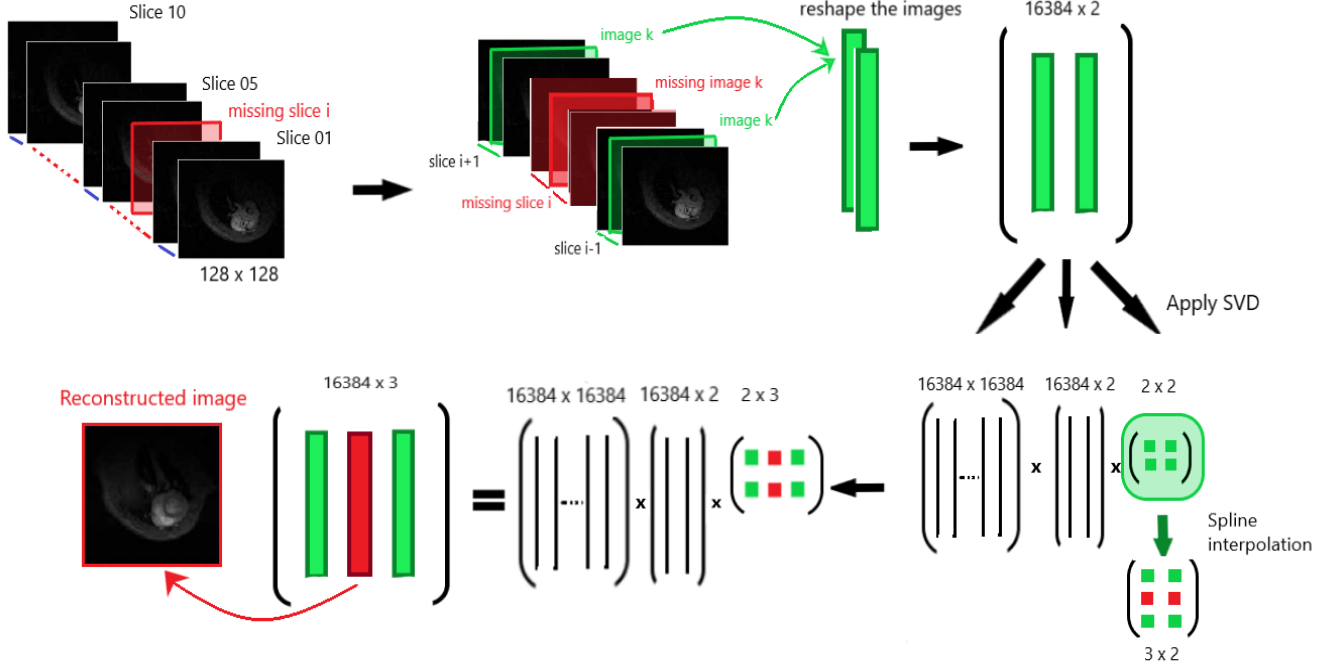 Slice 10
Slice 05
missing slice i
Slice 01
128 x 128
image k
missing image k
image k
slice i+1
missing slice i
slice i-1
reshape the images
16384 x 2
Apply SVD
16384 x 16384
16384 x 2
2 x 2
x
x
Spline
interpolation
3 x 2
16384 x 16384
16384 x 2
2 x 3
x
x
=
16384 x 3
Reconstructed image